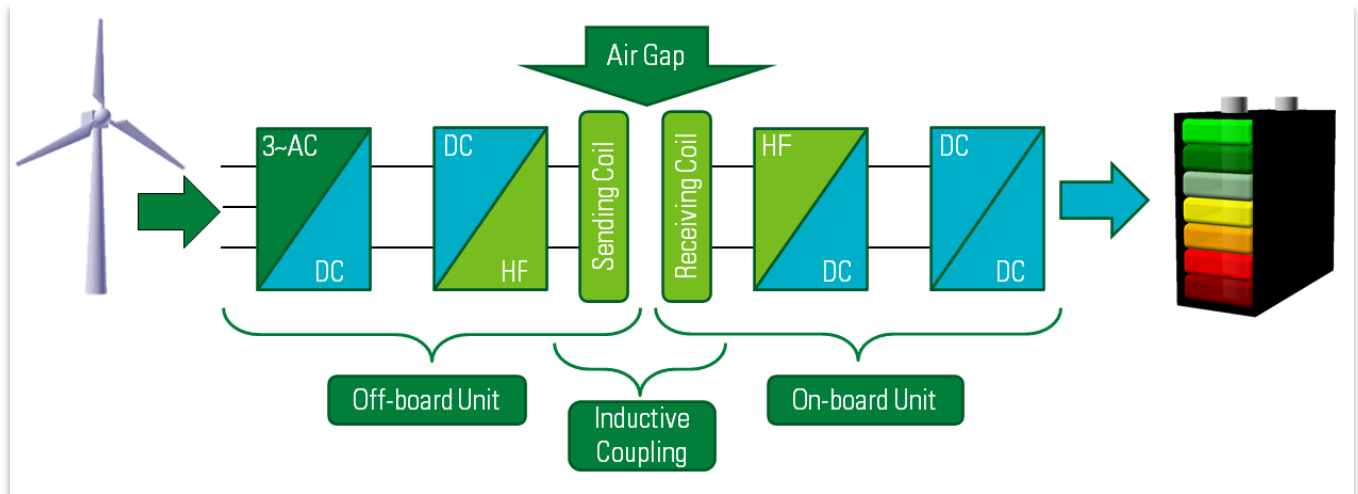 Air Gap
3~AC
DC
DC
HF
Sending Coil
Receiving Coil
HF
DC
DC
DC
Off-board Unit
Inductive
Coupling
On-board Unit